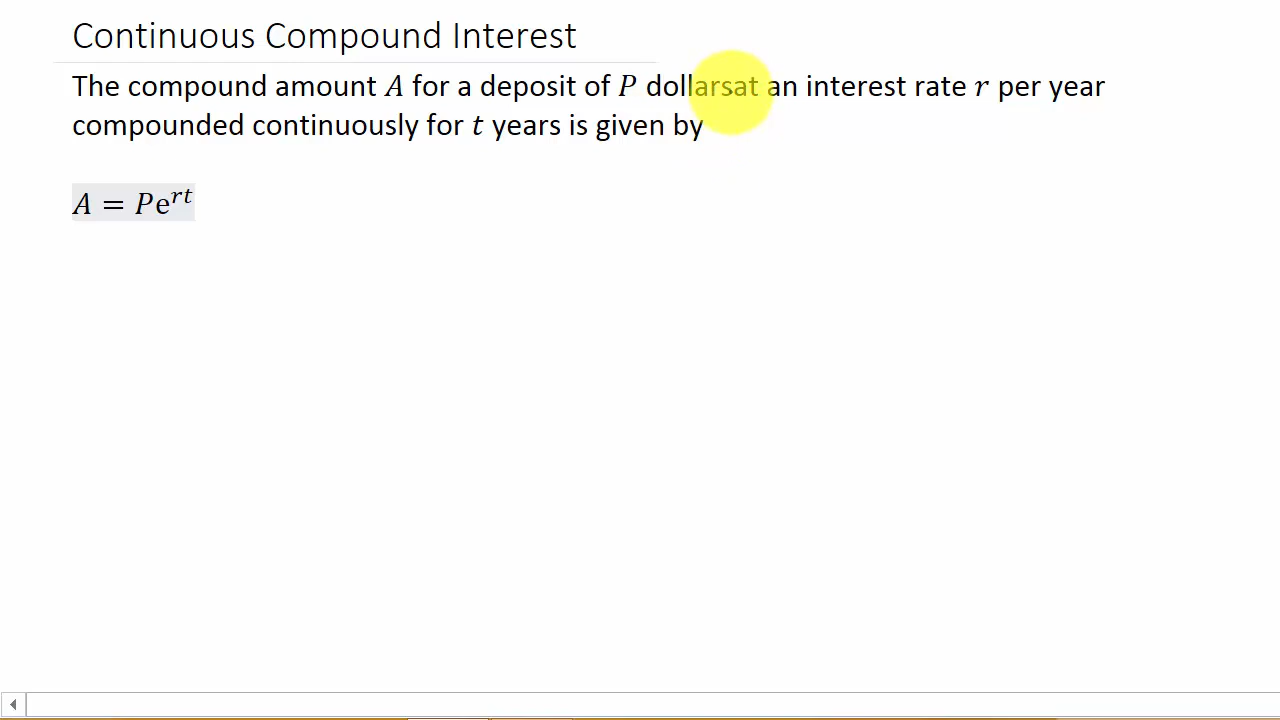 Continuous Compound Interest
The compound amount A for a deposit of P dollarsat an interest rate r per year
compounded continuously for t years is given by
A = Pe^{rt}